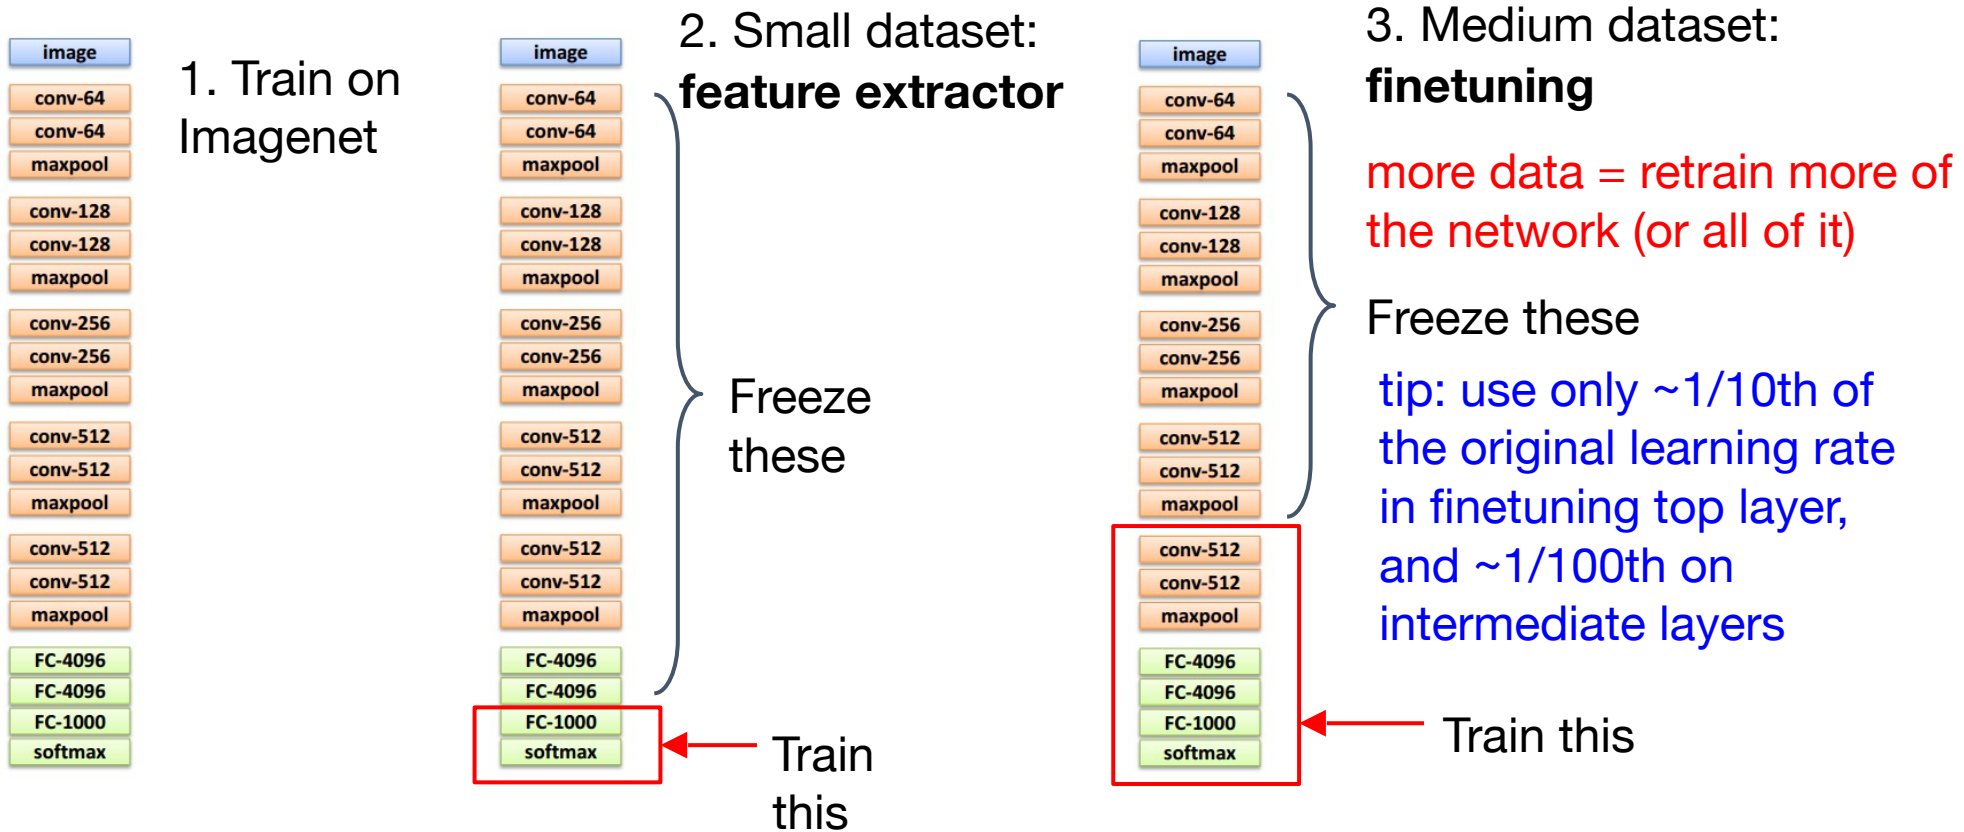 image
conv-64
conv-64
maxpool
conv-128
conv-128
maxpool
conv-256
conv-256
maxpool
conv-512
conv-512
maxpool
conv-512
conv-512
maxpool
FC-4096
FC-4096
FC-1000
softmax
1. Train on
Imagenet
image
conv-64
conv-64
maxpool
conv-128
conv-128
maxpool
conv-256
conv-256
maxpool
conv-512
conv-512
maxpool
conv-512
conv-512
maxpool
FC-4096
FC-4096
FC-1000
softmax
2. Small dataset:
feature extractor
Freeze
these
Train
this
image
conv-64
conv-64
maxpool
conv-128
conv-128
maxpool
conv-256
conv-256
maxpool
conv-512
conv-512
maxpool
conv-512
conv-512
maxpool
FC-4096
FC-4096
FC-1000
softmax
3. Medium dataset:
finetuning
more data = retrain more of
the network (or all of it)
Freeze these
tip: use only ~1/10th of
the original learning rate
in finetuning top layer,
and ~1/100th on
intermediate layers
Train this